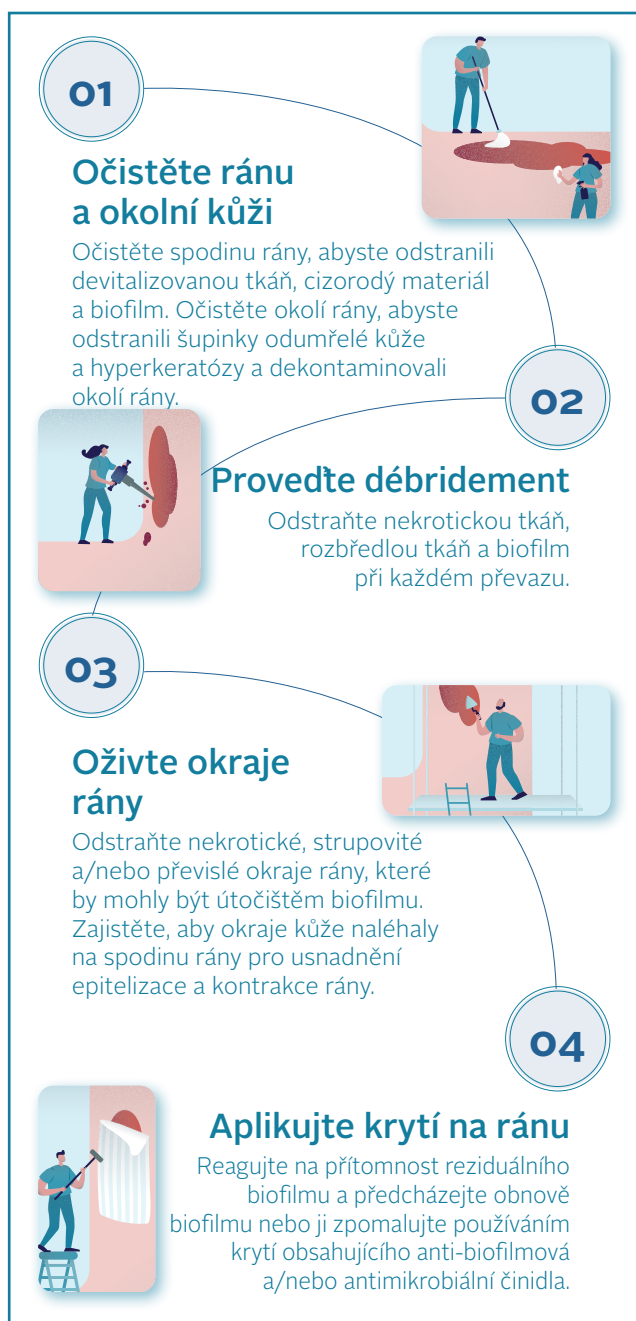 01
Očistěte ránu
a okolní kůži
Očistěte spodinu rány, abyste odstranili
devitalizovanou tkáň, cizorodý materiál
a biofilm. Očistěte okolí rány, abyste
odstranili šupinky odumřelé kůže
a hyperkeratózy a dekontaminovali
okolí rány.
02
Proveďte débridement
Odstraňte nekrotickou tkáň,
rozbředlou tkáň a biofilm
při každém převazu.
03
Oživte okraje
rány
Odstraňte nekrotické, strupovité
a/nebo převislé okraje rány, které
by mohly být útočištěm biofilmu.
Zajistěte, aby okraje kůže naléhaly
na spodinu rány pro usnadnění
epitelizace a kontrakce rány.
04
Aplikujte krytí na ránu
Reagujte na přítomnost reziduálního
biofilmu a předcházejte obnově
biofilmu nebo ji zpomalujte používáním
krytí obsahujícího anti-biofilmová
a/nebo antimikrobiální činidla.